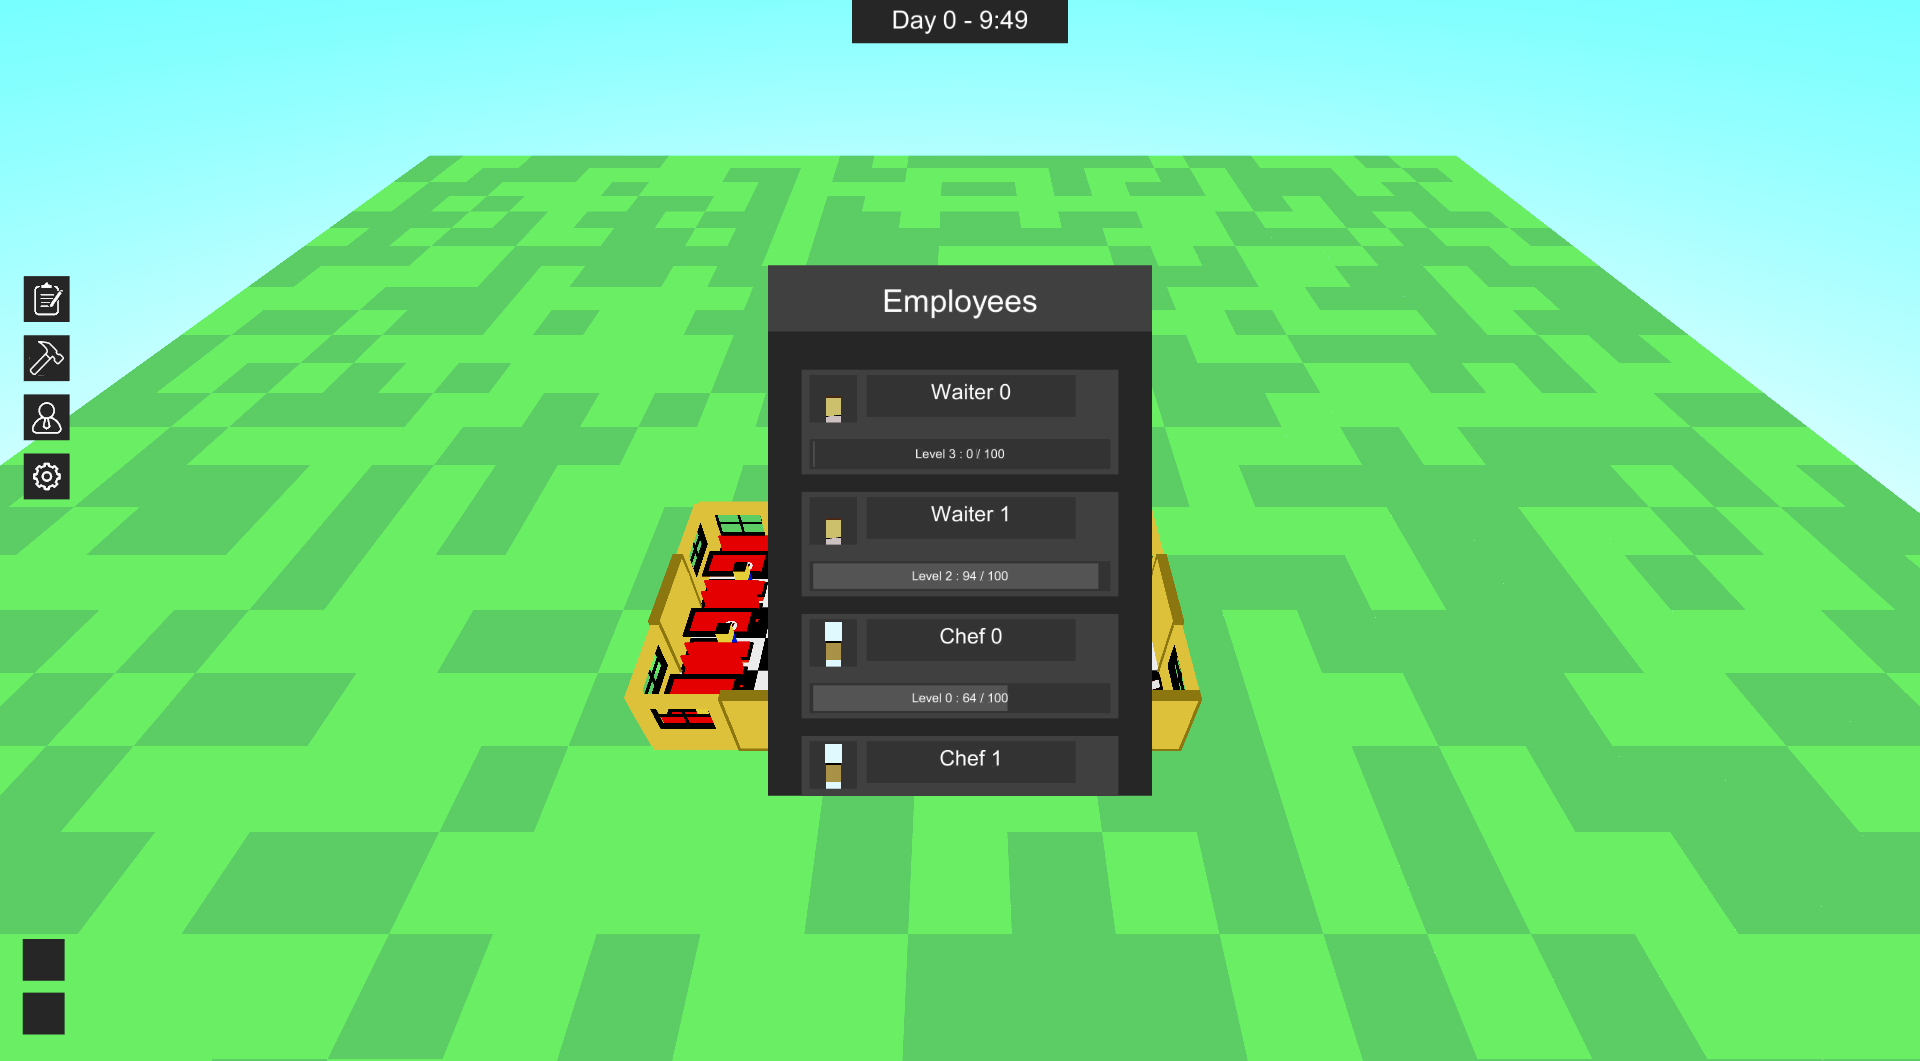 Day 0 - 9:49
Employees
Waiter 0
Level 3 : 0 / 100
Waiter 1
Level 2 : 94 / 100
Chef 0
Level 0 : 64 / 100
Chef 1